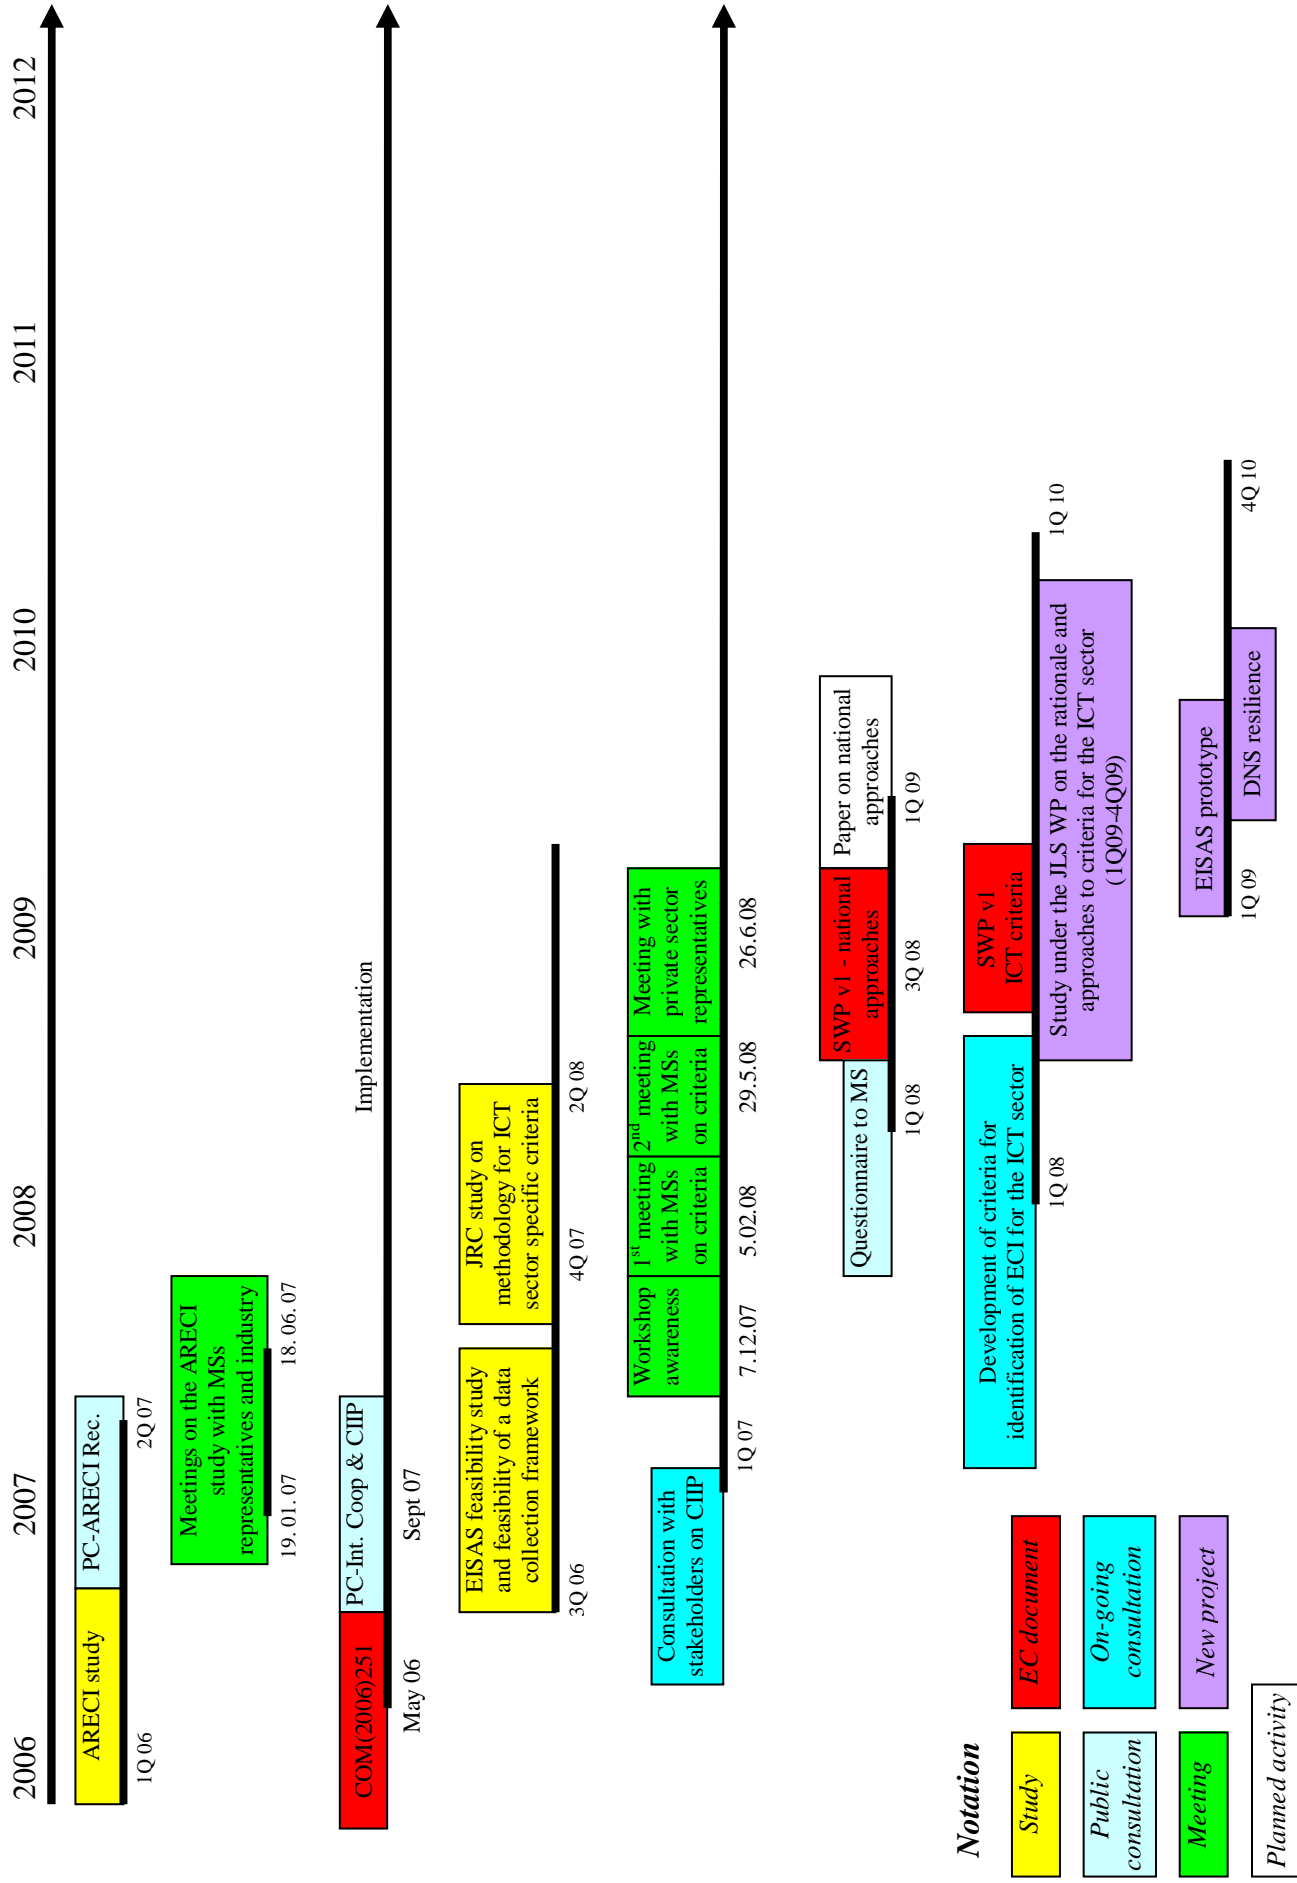 2006
2007
2008
2009
2010
2011
2012
ARECI study
PC-ARECI Rec.
1Q 06
2Q 07
Meetings on the ARECI
study with MSs
representatives and industry
19. 01. 07
18. 06. 07
COM(2006)251
PC-Int. Coop & CIIP
Implementation
May 06
Sept 07
EISAS feasibility study
and feasibility of a data
collection framework
JRC study on
methodology for ICT
sector specific criteria
3Q 06
4Q 07
2Q 08
Consultation with
stakeholders on CIIP
Workshop
awareness
1st meeting
with MSs
on criteria
2nd meeting
with MSs
on criteria
Meeting with
private sector
representatives
1Q 07
7.12.07
5.02.08
29.5.08
26.6.08
Questionnaire to MS
SWP v1 - national
approaches
Paper on national
approaches
1Q 08
3Q 08
1Q 09
Development of criteria for
identification of ECI for the ICT sector
SWP v1
ICT criteria
1Q 08
1Q 10
Study under the JLS WP on the rationale and
approaches to criteria for the ICT sector
(1Q09-4Q09)
EISAS prototype
1Q 09
4Q 10
DNS resilience
Notation
Study
EC document
Public
consultation
On-going
consultation
Meeting
New project
Planned activity